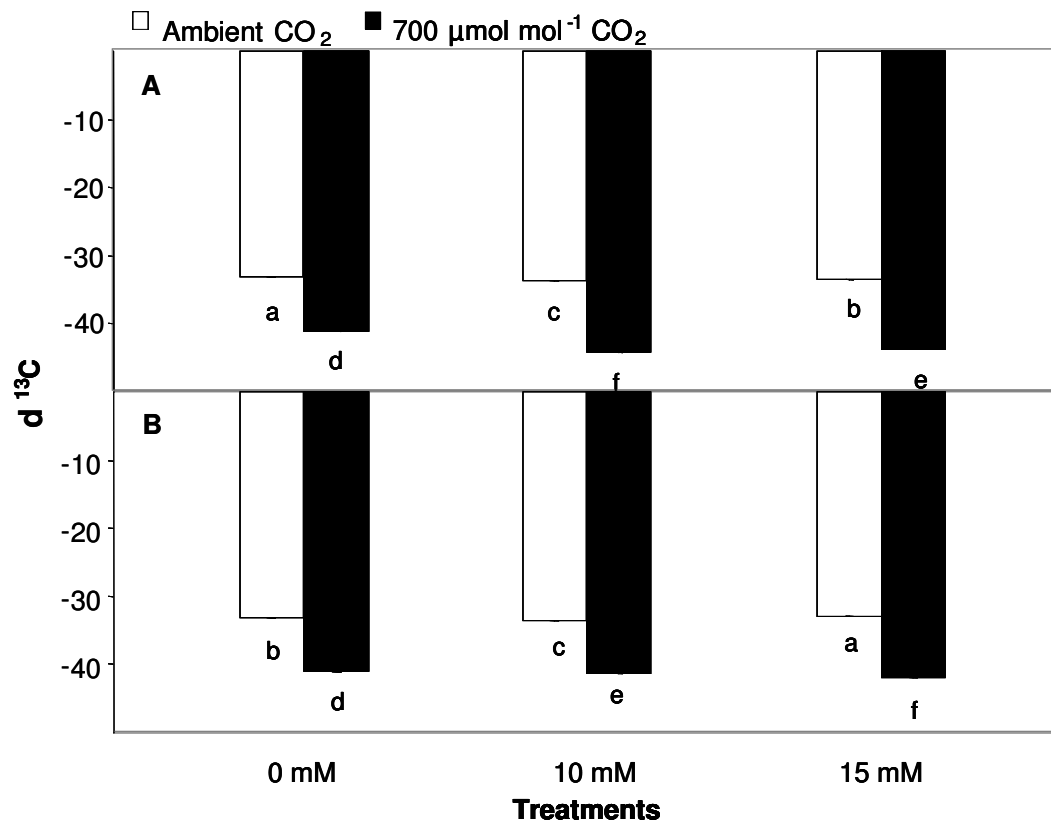 Ambient CO₂ 700 µmol mol⁻¹ CO₂
A
-10
-20
-30
-40
a d c f b e
d ¹³C
B
-10
-20
-30
-40
b d c e a f
0 mM 10 mM 15 mM
Treatments